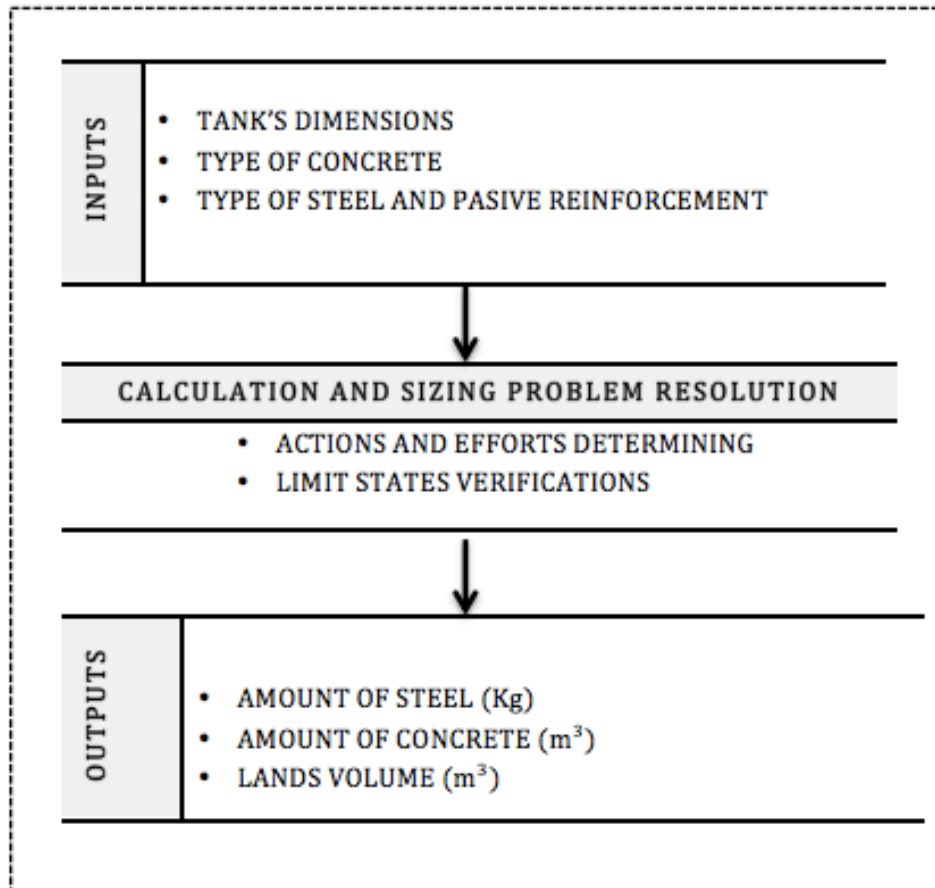 INPUTS
• TANK'S DIMENSIONS
• TYPE OF CONCRETE
• TYPE OF STEEL AND PASIVE REINFORCEMENT
CALCULATION AND SIZING PROBLEM RESOLUTION
• ACTIONS AND EFFORTS DETERMINING
• LIMIT STATES VERIFICATIONS
OUTPUTS
• AMOUNT OF STEEL (Kg)
• AMOUNT OF CONCRETE (m³)
• LANDS VOLUME (m³)